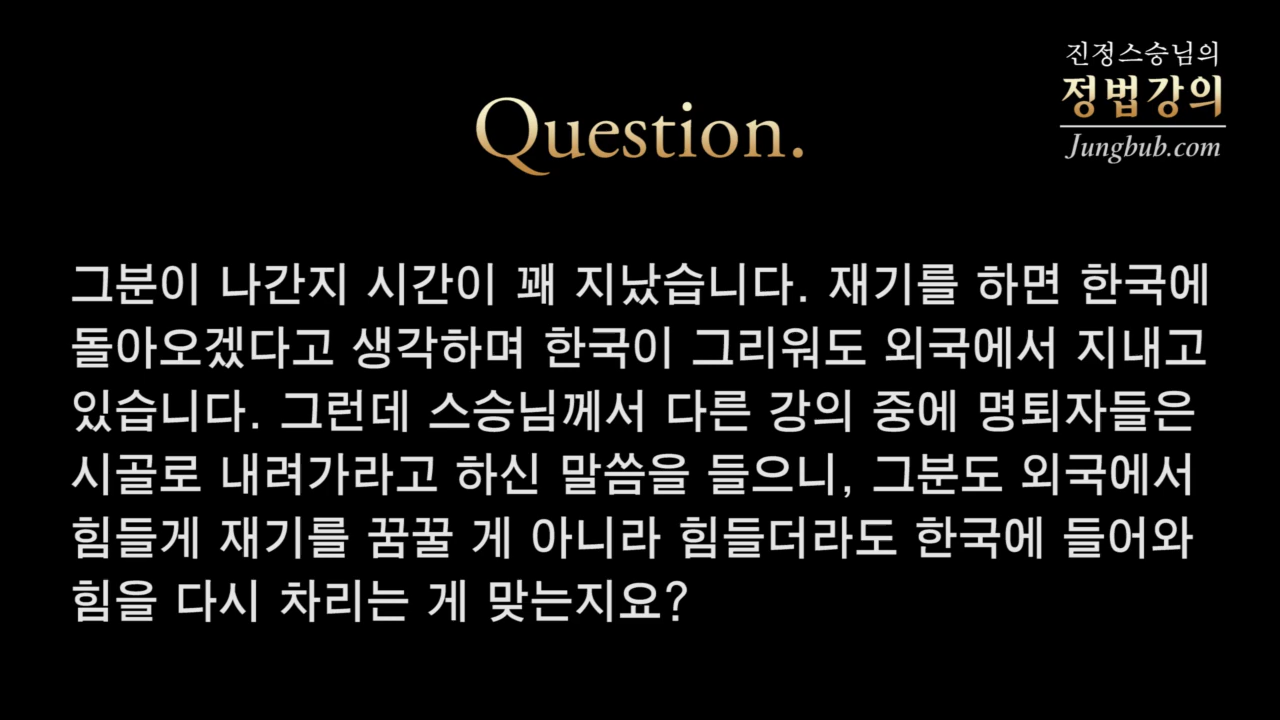 진정스승님의
정법강의
Jungbub.com
Question.
그분이 나간지 시간이 꽤 지났습니다. 재기를 하면 한국에
돌아오겠다고 생각하며 한국이 그리워도 외국에서 지내고
있습니다. 그런데 스승님께서 다른 강의 중에 명퇴자들은
시골로 내려가라고 하신 말씀을 들으니, 그분도 외국에서
힘들게 재기를 꿈꿀 게 아니라 힘들더라도 한국에 들어와
힘을 다시 차리는 게 맞는지요?